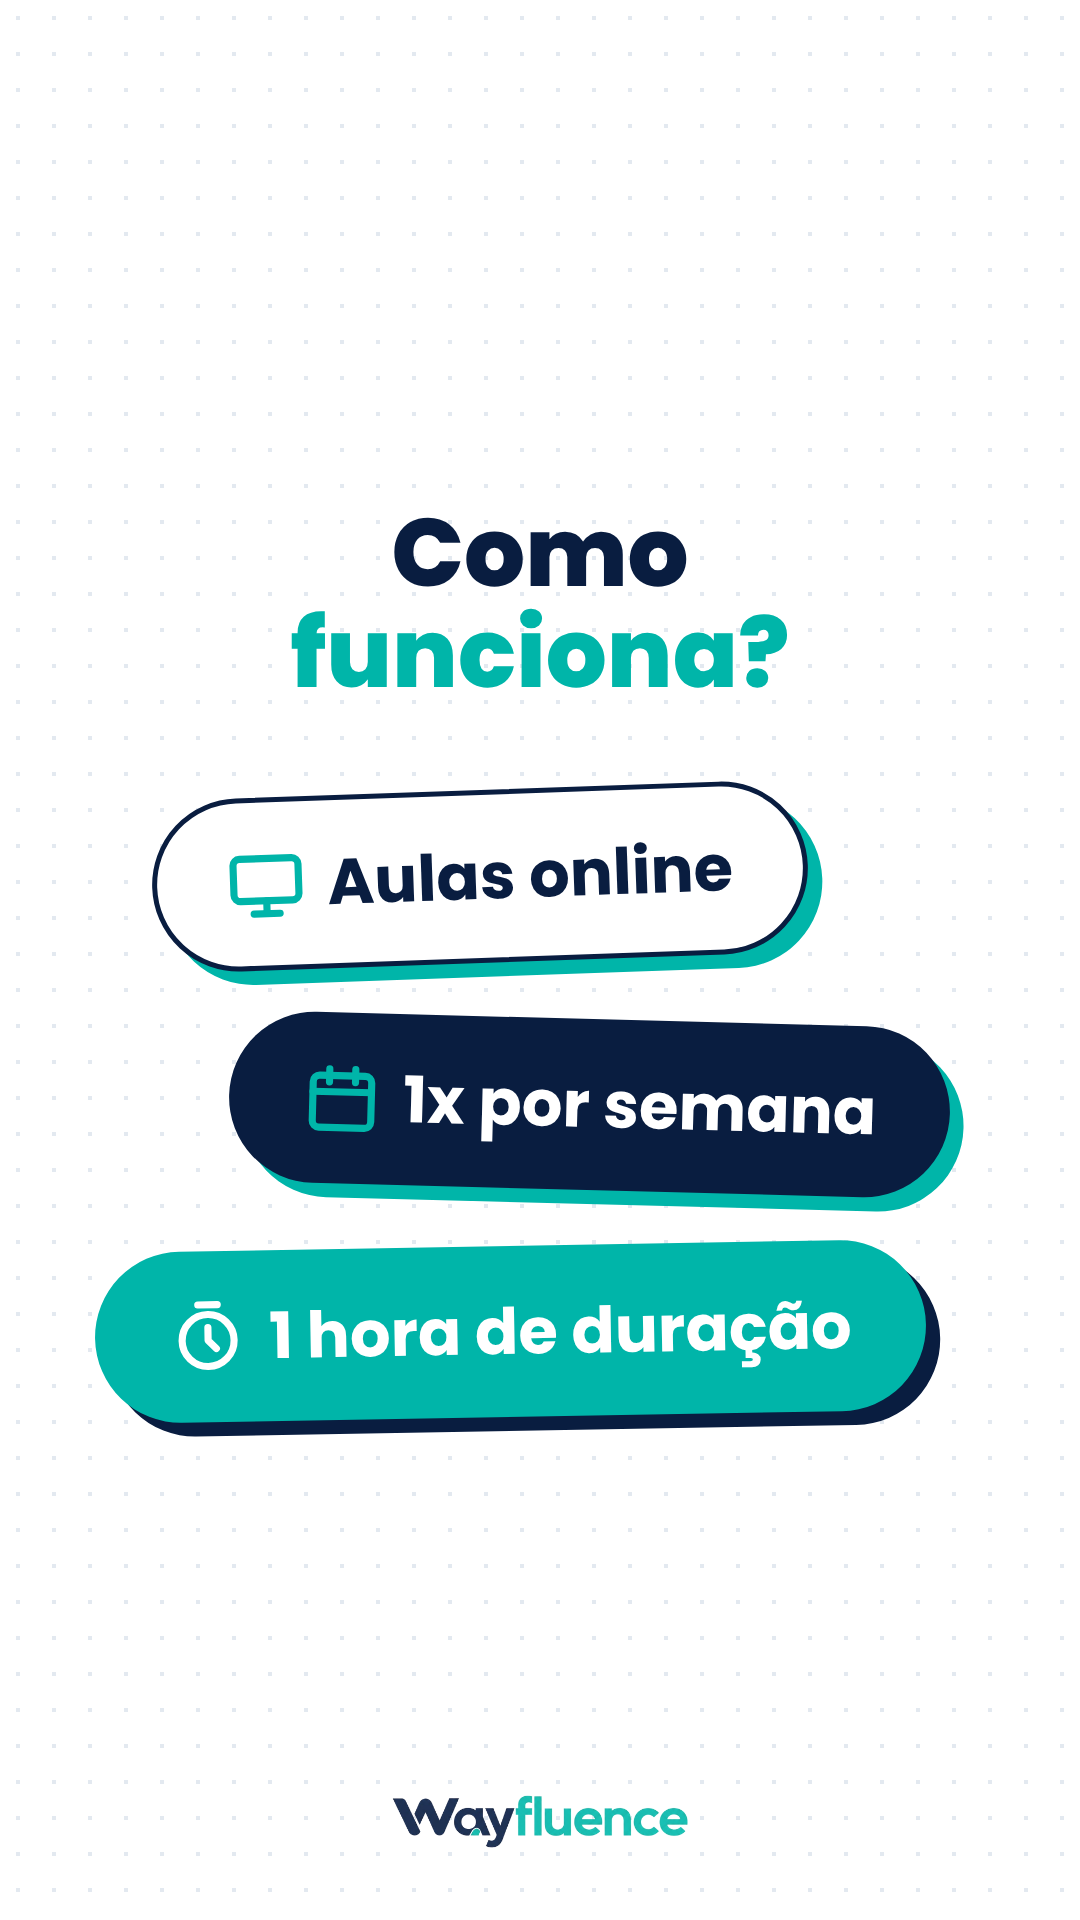 Como
funciona?
Aulas online
1x por semana
1 hora de duração
Wayfluence